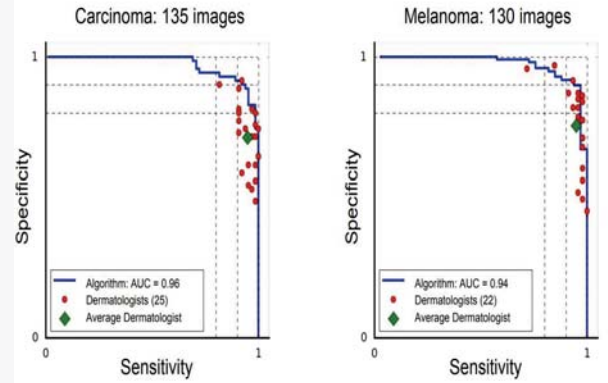 Carcinoma: 135 images
1
Specificity
Algorithm: AUC = 0.96
Dermatologists (25)
Average Dermatologist
0
0
1
Sensitivity
Melanoma: 130 images
1
Specificity
Algorithm: AUC = 0.94
Dermatologists (22)
Average Dermatologist
0
0
1
Sensitivity